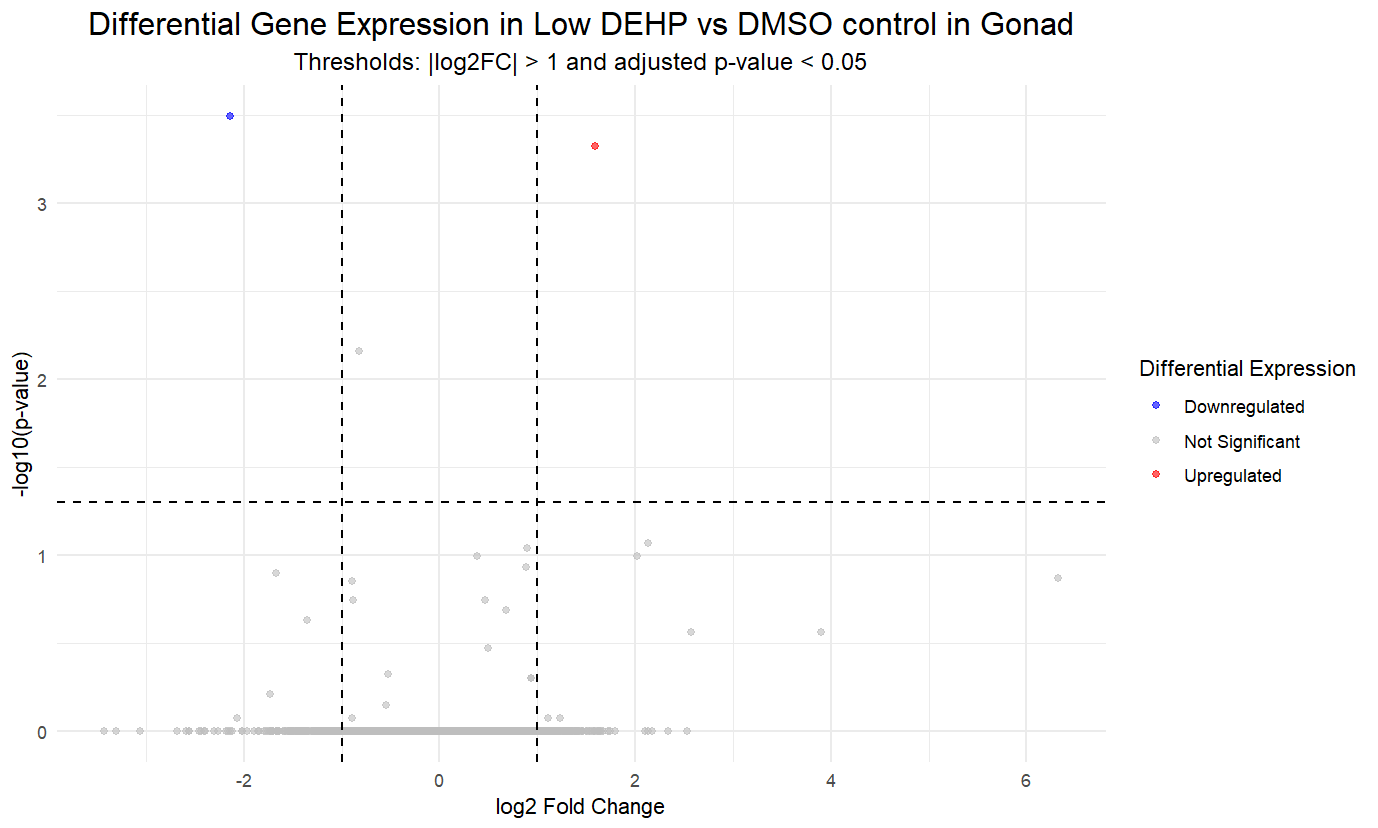 Differential Gene Expression in Low DEHP vs DMSO control in Gonad
Thresholds: |log2FC| > 1 and adjusted p-value < 0.05
-log10(p-value)
3
2
1
0
-2
0
2
4
6
log2 Fold Change
Differential Expression
Downregulated
Not Significant
Upregulated